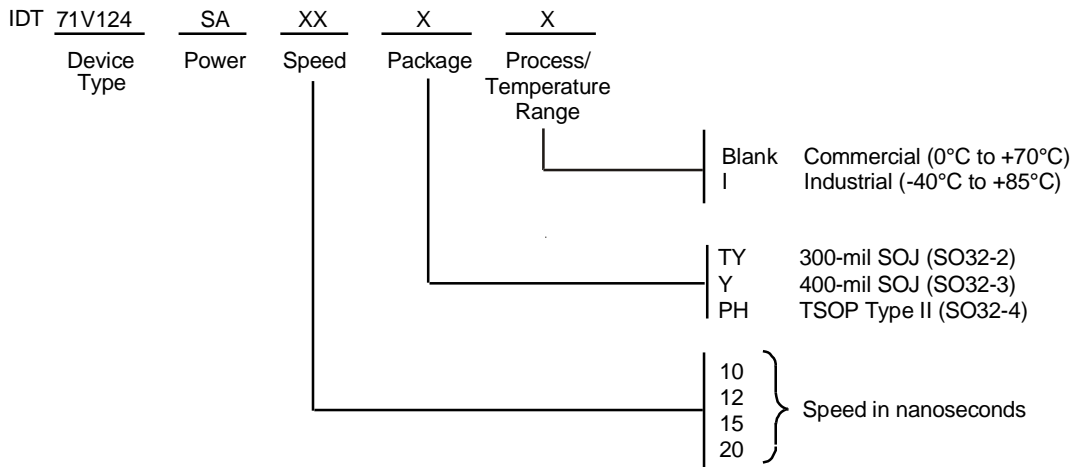 IDT 71V124 SA XX X X
Device Type
Power
Speed
Package
Process/
Temperature
Range
Blank Commercial (0°C to +70°C)
I Industrial (-40°C to +85°C)
TY 300-mil SOJ (SO32-2)
Y 400-mil SOJ (SO32-3)
PH TSOP Type II (SO32-4)
10
12
15
20
Speed in nanoseconds